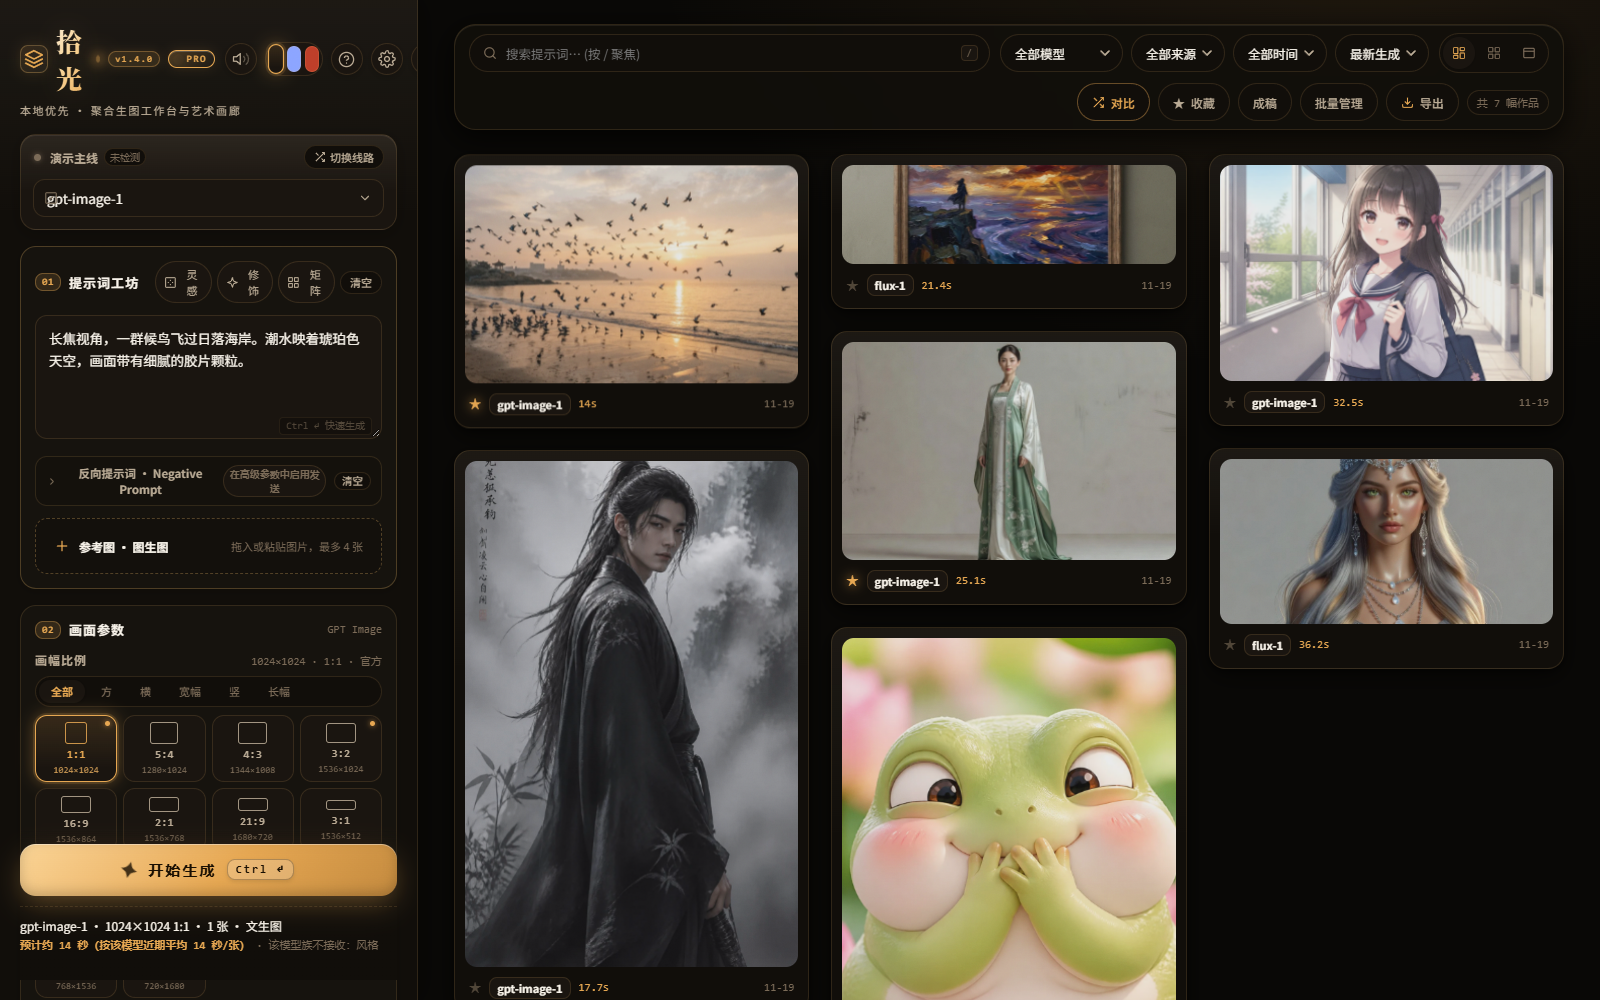 拾光
v1.4.0
PRO
本地优先 · 聚合生图工作台与艺术画廊
演示主线
未检测
切换线路
gpt-image-1
01
提示词工坊
灵感
修饰
矩阵
清空
长焦视角，一群候鸟飞过日落海岸。潮水映着琥珀色
天空，画面带有细腻的胶片颗粒。
Ctrl ↵ 快速生成
反向提示词 · Negative
Prompt
在高级参数中启用发
送
清空
参考图 · 图生图
拖入或粘贴图片，最多 4 张
02
画面参数
GPT Image
画幅比例
1024×1024 · 1:1 · 官方
全部
方
横
宽幅
竖
长幅
1:1
1024×1024
5:4
1280×1024
4:3
1344×1008
3:2
1536×1024
16:9
1536×864
2:1
1536×768
21:9
1680×720
3:1
1536×512
开始生成
Ctrl ↵
gpt-image-1 · 1024×1024 1:1 · 1 张 · 文生图
预计约 14 秒 (按该模型近期平均 14 秒/张) · 该模型族不接收：风格
768×1536
720×1680
搜索提示词… (按 / 聚焦)
/
全部模型
全部来源
全部时间
最新生成
对比
收藏
成稿
批量管理
导出
共 7 幅作品
gpt-image-1
14s
11-19
flux-1
21.4s
11-19
gpt-image-1
32.5s
11-19
gpt-image-1
25.1s
11-19
flux-1
36.2s
11-19
gpt-image-1
17.7s
11-19